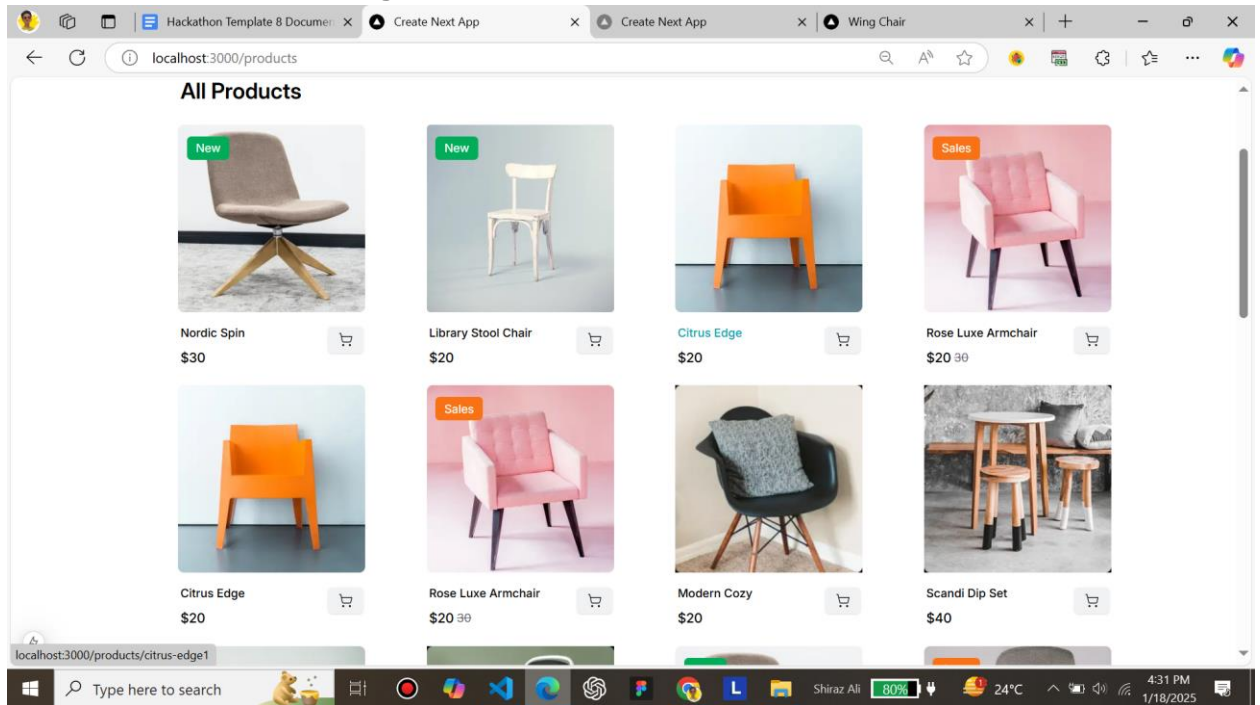 Hackathon Template 8 Documen
Create Next App
Create Next App
Wing Chair
localhost:3000/products
All Products
New
New
Sales
Nordic Spin
$30
Library Stool Chair
$20
Citrus Edge
$20
Rose Luxe Armchair
$20 30
Sales
Citrus Edge
$20
Rose Luxe Armchair
$20 30
Modern Cozy
$20
Scandi Dip Set
$40
localhost:3000/products/citrus-edge1
Type here to search
L
Shiraz Ali
80%
24°C
4:31 PM
1/18/2025